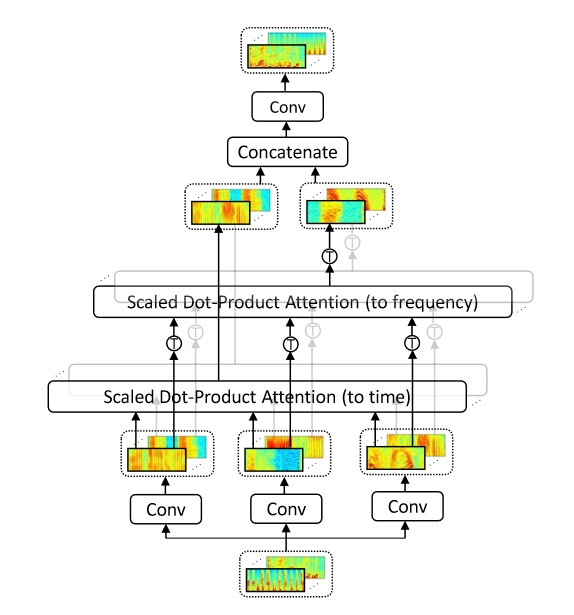 Conv
Concatenate
T
T
Scaled Dot-Product Attention (to frequency)
T T T T T T
Scaled Dot-Product Attention (to time)
Conv Conv Conv